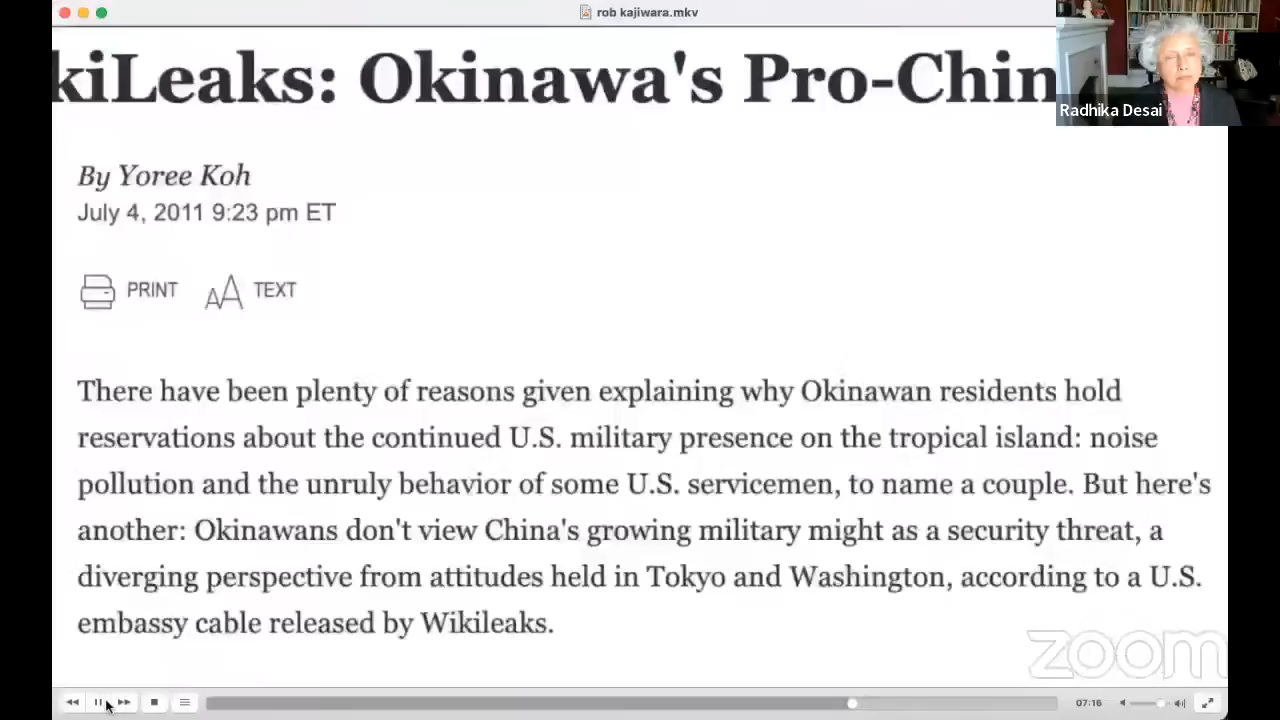 rob kajiwara.mkv
kiLeaks: Okinawa's Pro-Chin
Radhika Desai
By Yoree Koh
July 4, 2011 9:23 pm ET
PRINT AA TEXT
There have been plenty of reasons given explaining why Okinawan residents hold
reservations about the continued U.S. military presence on the tropical island: noise
pollution and the unruly behavior of some U.S. servicemen, to name a couple. But here's
another: Okinawans don't view China's growing military might as a security threat, a
diverging perspective from attitudes held in Tokyo and Washington, according to a U.S.
embassy cable released by Wikileaks.
zoom
07:16